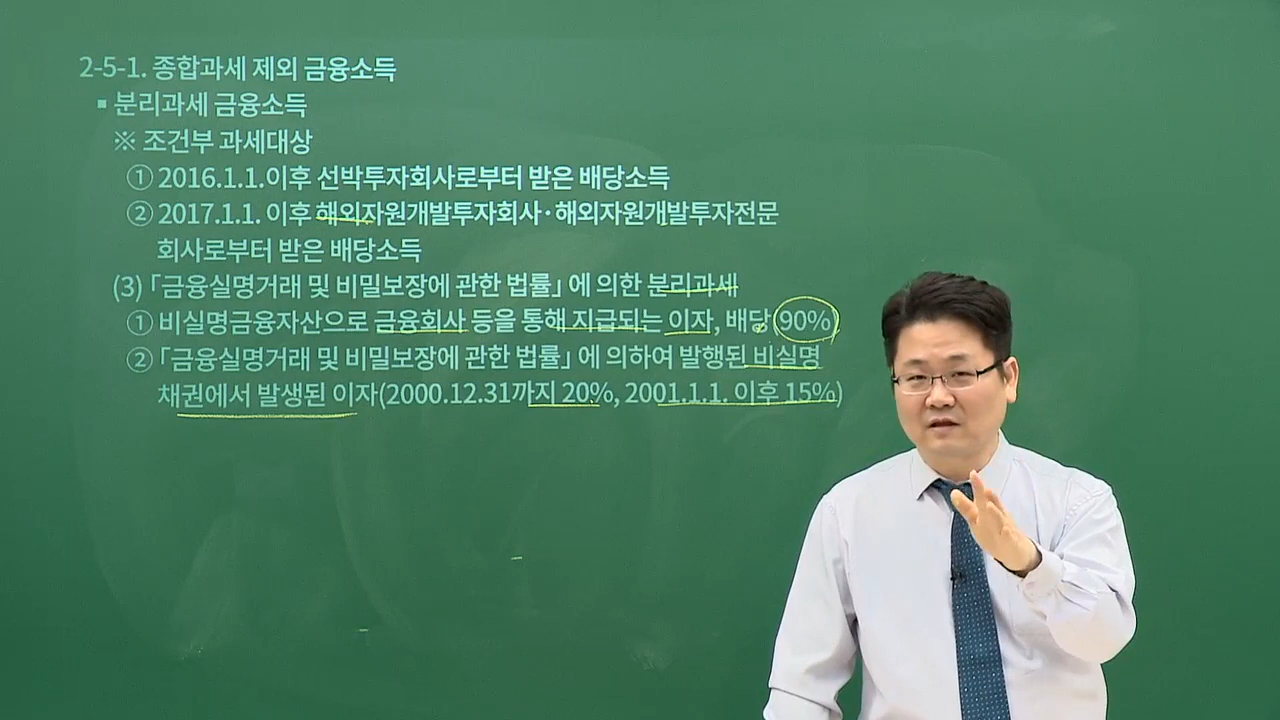 2-5-1. 종합과세 제외 금융소득
▪ 분리과세 금융소득
※ 조건부 과세대상
① 2016.1.1.이후 선박투자회사로부터 받은 배당소득
② 2017.1.1. 이후 해외자원개발투자회사·해외자원개발투자전문
회사로부터 받은 배당소득
(3) 「금융실명거래 및 비밀보장에 관한 법률」 에 의한 분리과세
① 비실명금융자산으로 금융회사 등을 통해 지급되는 이자, 배당(90%)
② 「금융실명거래 및 비밀보장에 관한 법률」 에 의하여 발행된 비실명
채권에서 발생된 이자(2000.12.31까지 20%, 2001.1.1. 이후 15%)